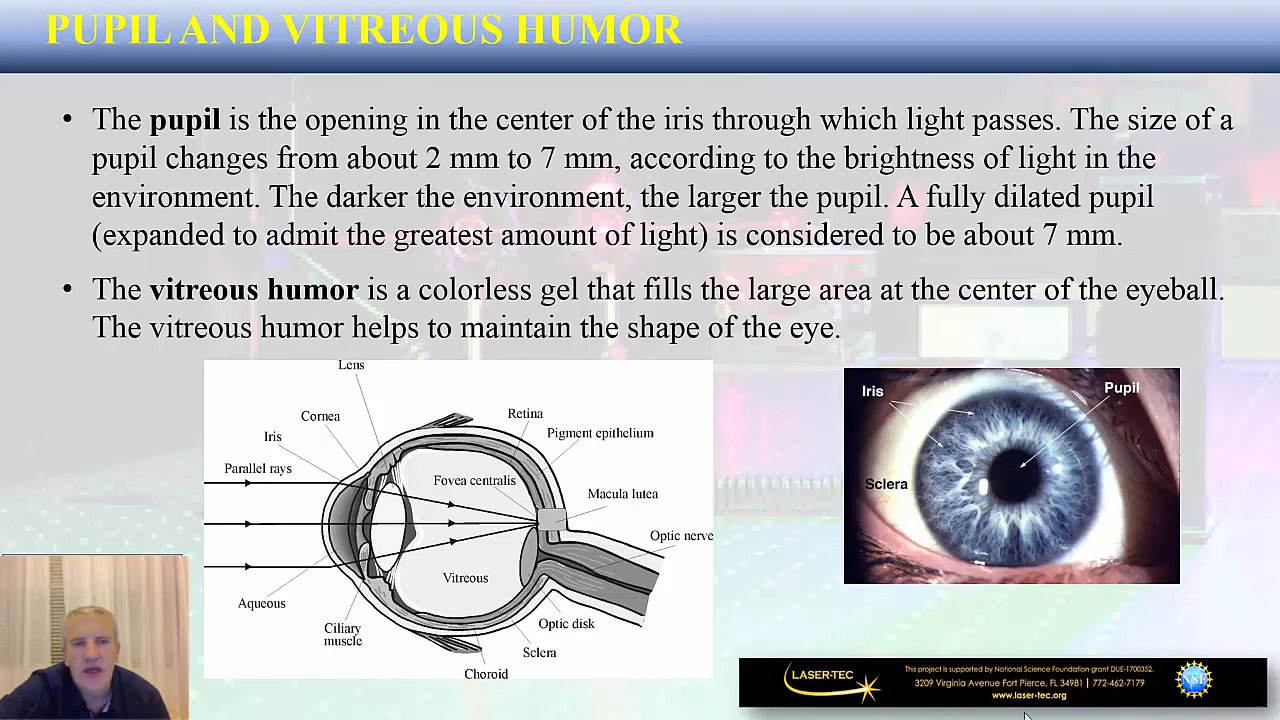 PUPIL AND VITREOUS HUMOR
• The pupil is the opening in the center of the iris through which light passes. The size of a
pupil changes from about 2 mm to 7 mm, according to the brightness of light in the
environment. The darker the environment, the larger the pupil. A fully dilated pupil
(expanded to admit the greatest amount of light) is considered to be about 7 mm.
• The vitreous humor is a colorless gel that fills the large area at the center of the eyeball.
The vitreous humor helps to maintain the shape of the eye.
Lens
Cornea
Iris
Parallel rays
Retina
Pigment epithelium
Fovea centralis
Macula lutea
Optic nerve
Vitreous
Aqueous
Ciliary
muscle
Optic disk
Sclera
Choroid
Iris
Pupil
Sclera
LASER-TEC
This project is supported by National Science Foundation grant DUE-1700352.
3209 Virginia Avenue Fort Pierce, FL 34981 | 772-462-7179
www.laser-tec.org
NSF